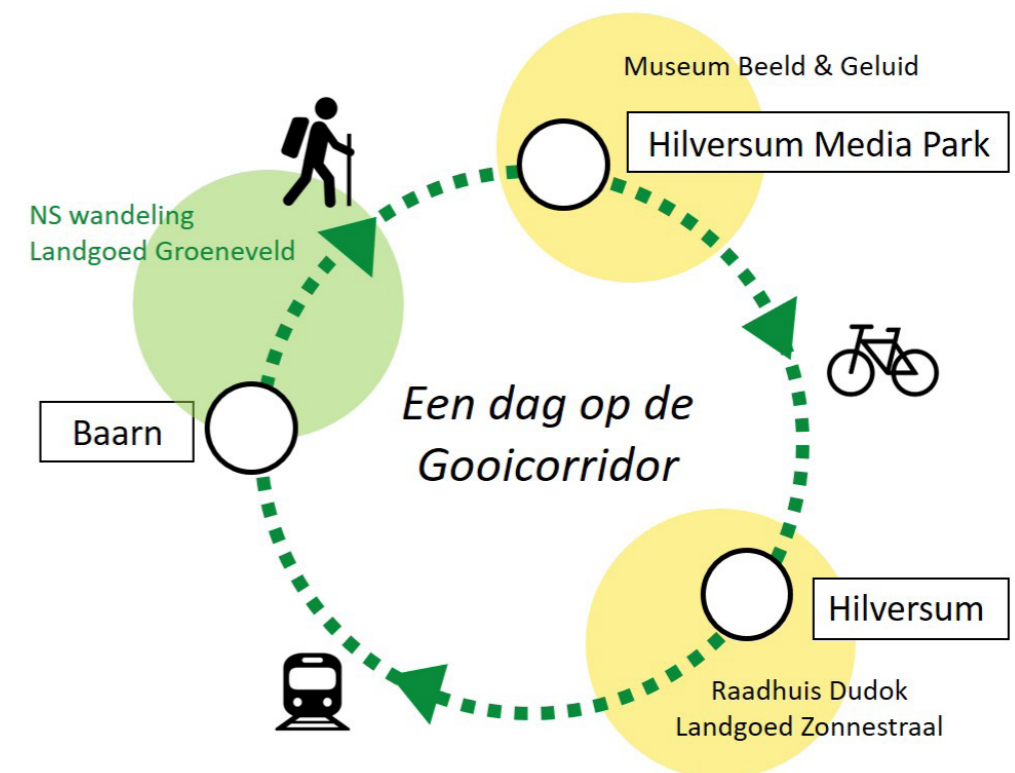 Museum Beeld & Geluid
Hilversum Media Park
NS wandeling
Landgoed Groeneveld
Baarn
Een dag op de
Gooicorridor
Hilversum
Raadhuis Dudok
Landgoed Zonnestraal